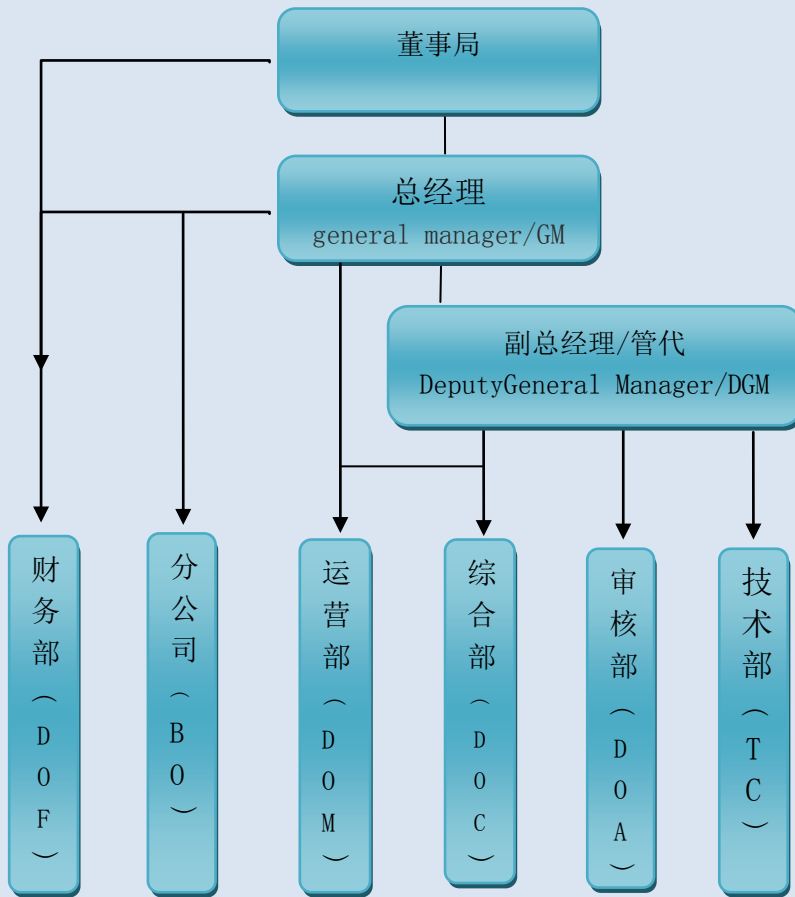 董事局
总经理
general manager/GM
副总经理/管代
DeputyGeneral Manager/DGM
财务部（DOF）
分公司（BO）
运营部（DOM）
综合部（DOC）
审核部（DOA）
技术部（TC）